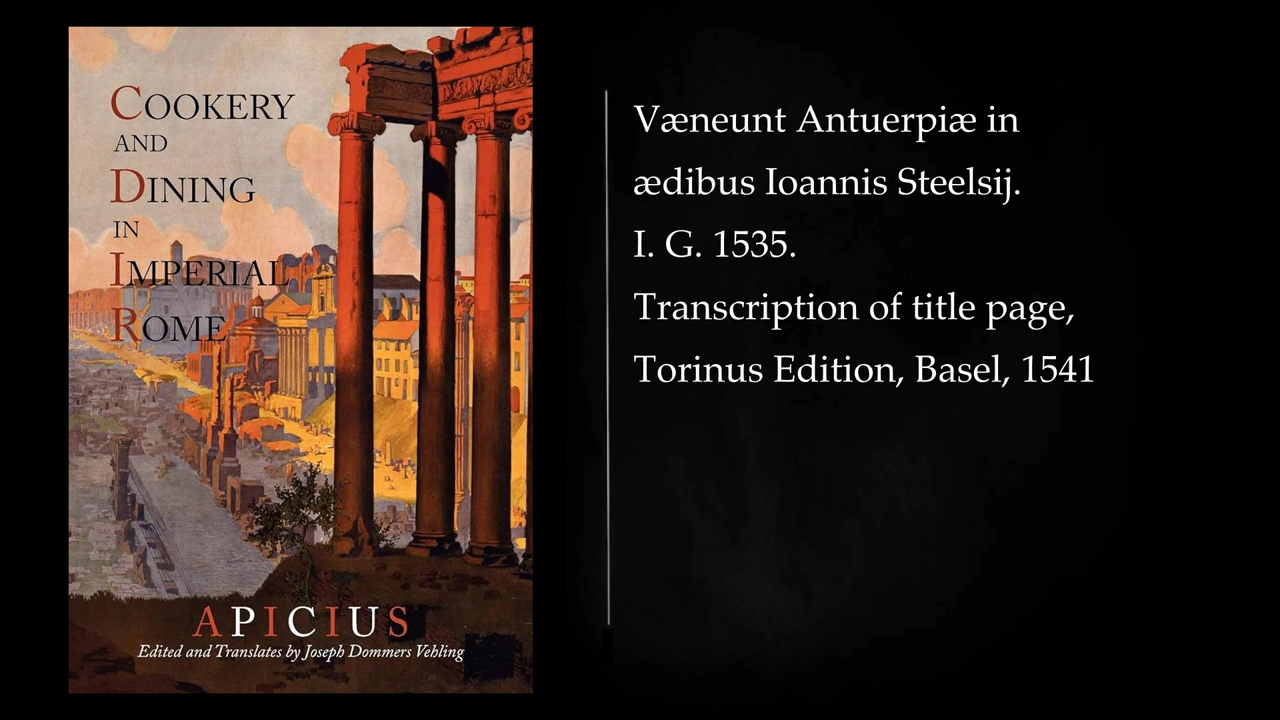 COOKERY
AND
DINING
IN
IMPERIAL
ROME
APICIUS
Edited and Translates by Joseph Dommers Vehling
Væneunt Antuerpiæ in
ædibus Ioannis Steelsij.
I. G. 1535.
Transcription of title page,
Torinus Edition, Basel, 1541